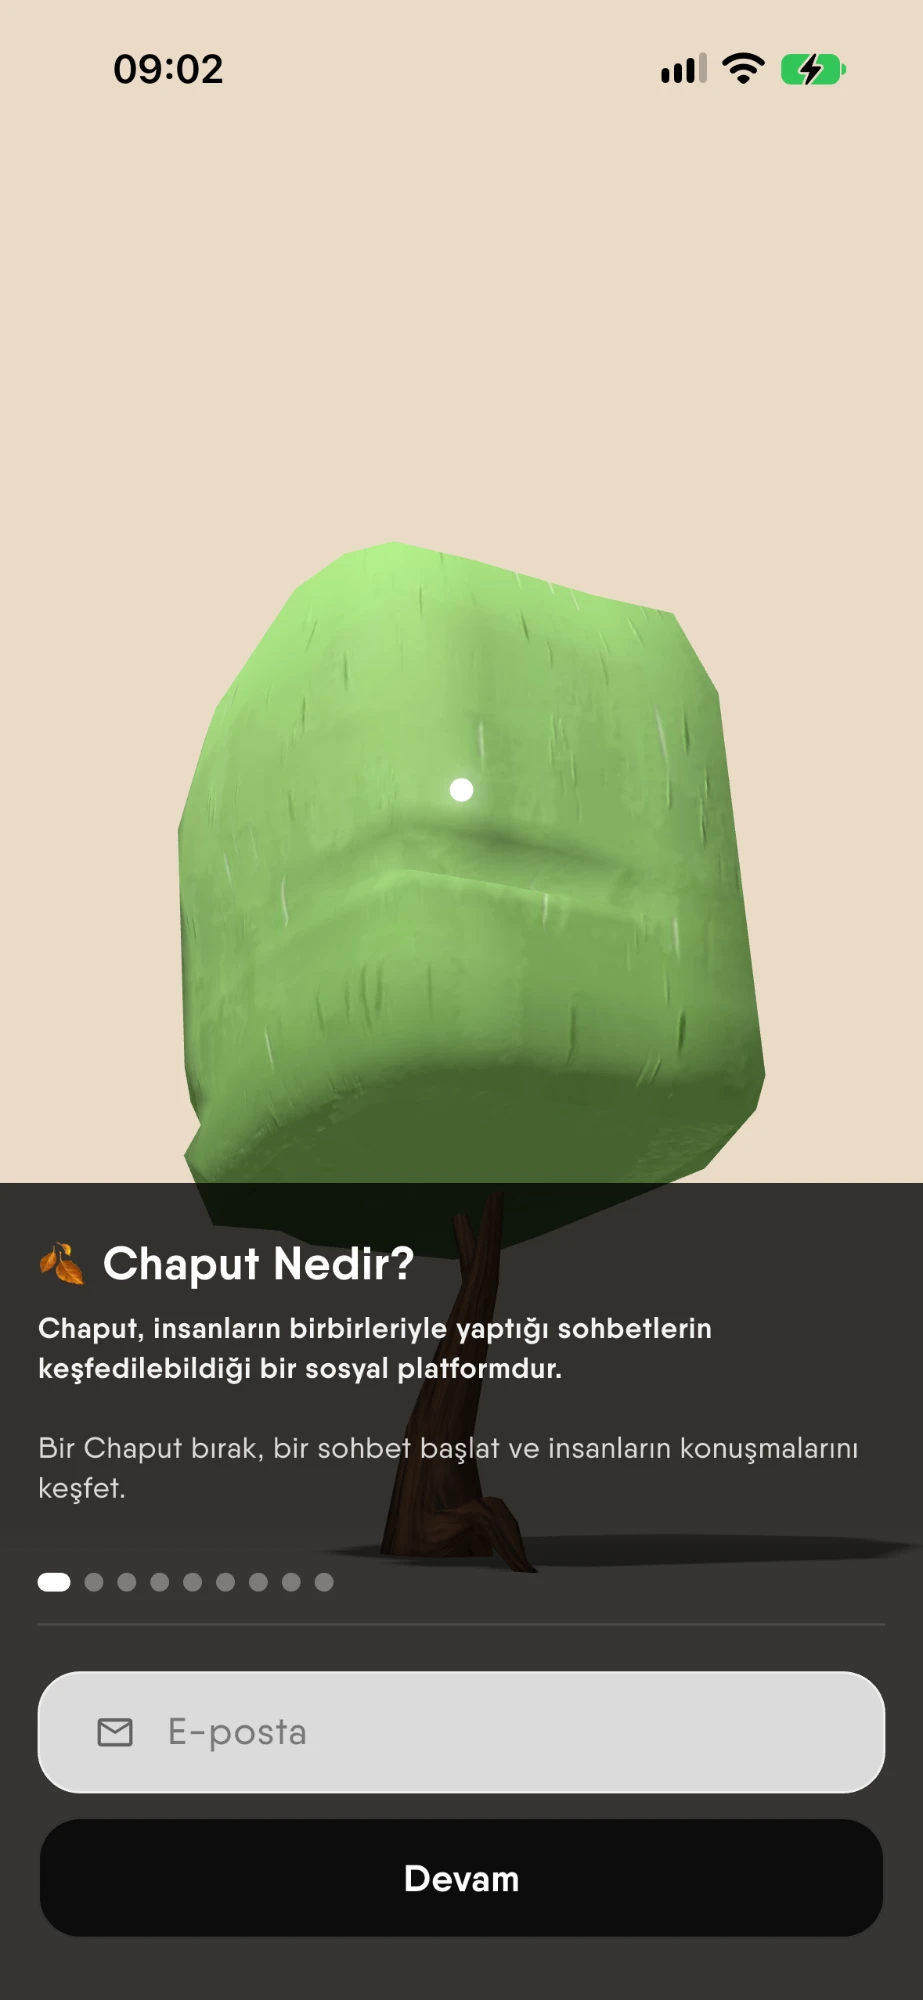 09:02
Chaput Nedir?
Chaput, insanların birbirleriyle yaptığı sohbetlerin
keşfedilebildiği bir sosyal platformdur.
Bir Chaput bırak, bir sohbet başlat ve insanların konuşmalarını
keşfet.
E-posta
Devam